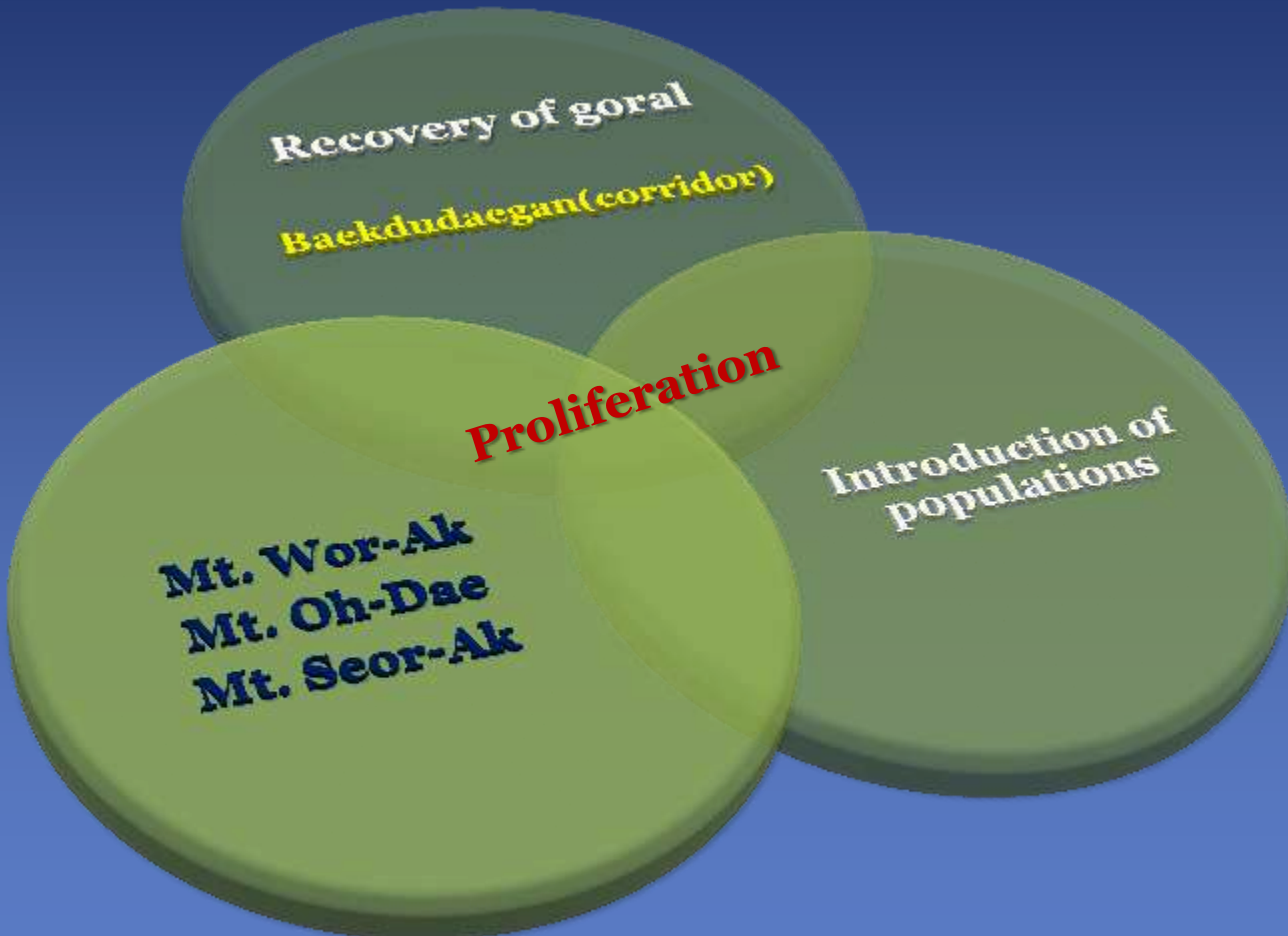 Recovery of goral
Baekdudaegan(corridor)
Proliferation
Introduction of
populations
Mt. Wor-Ak
Mt. Oh-Dae
Mt. Seor-Ak